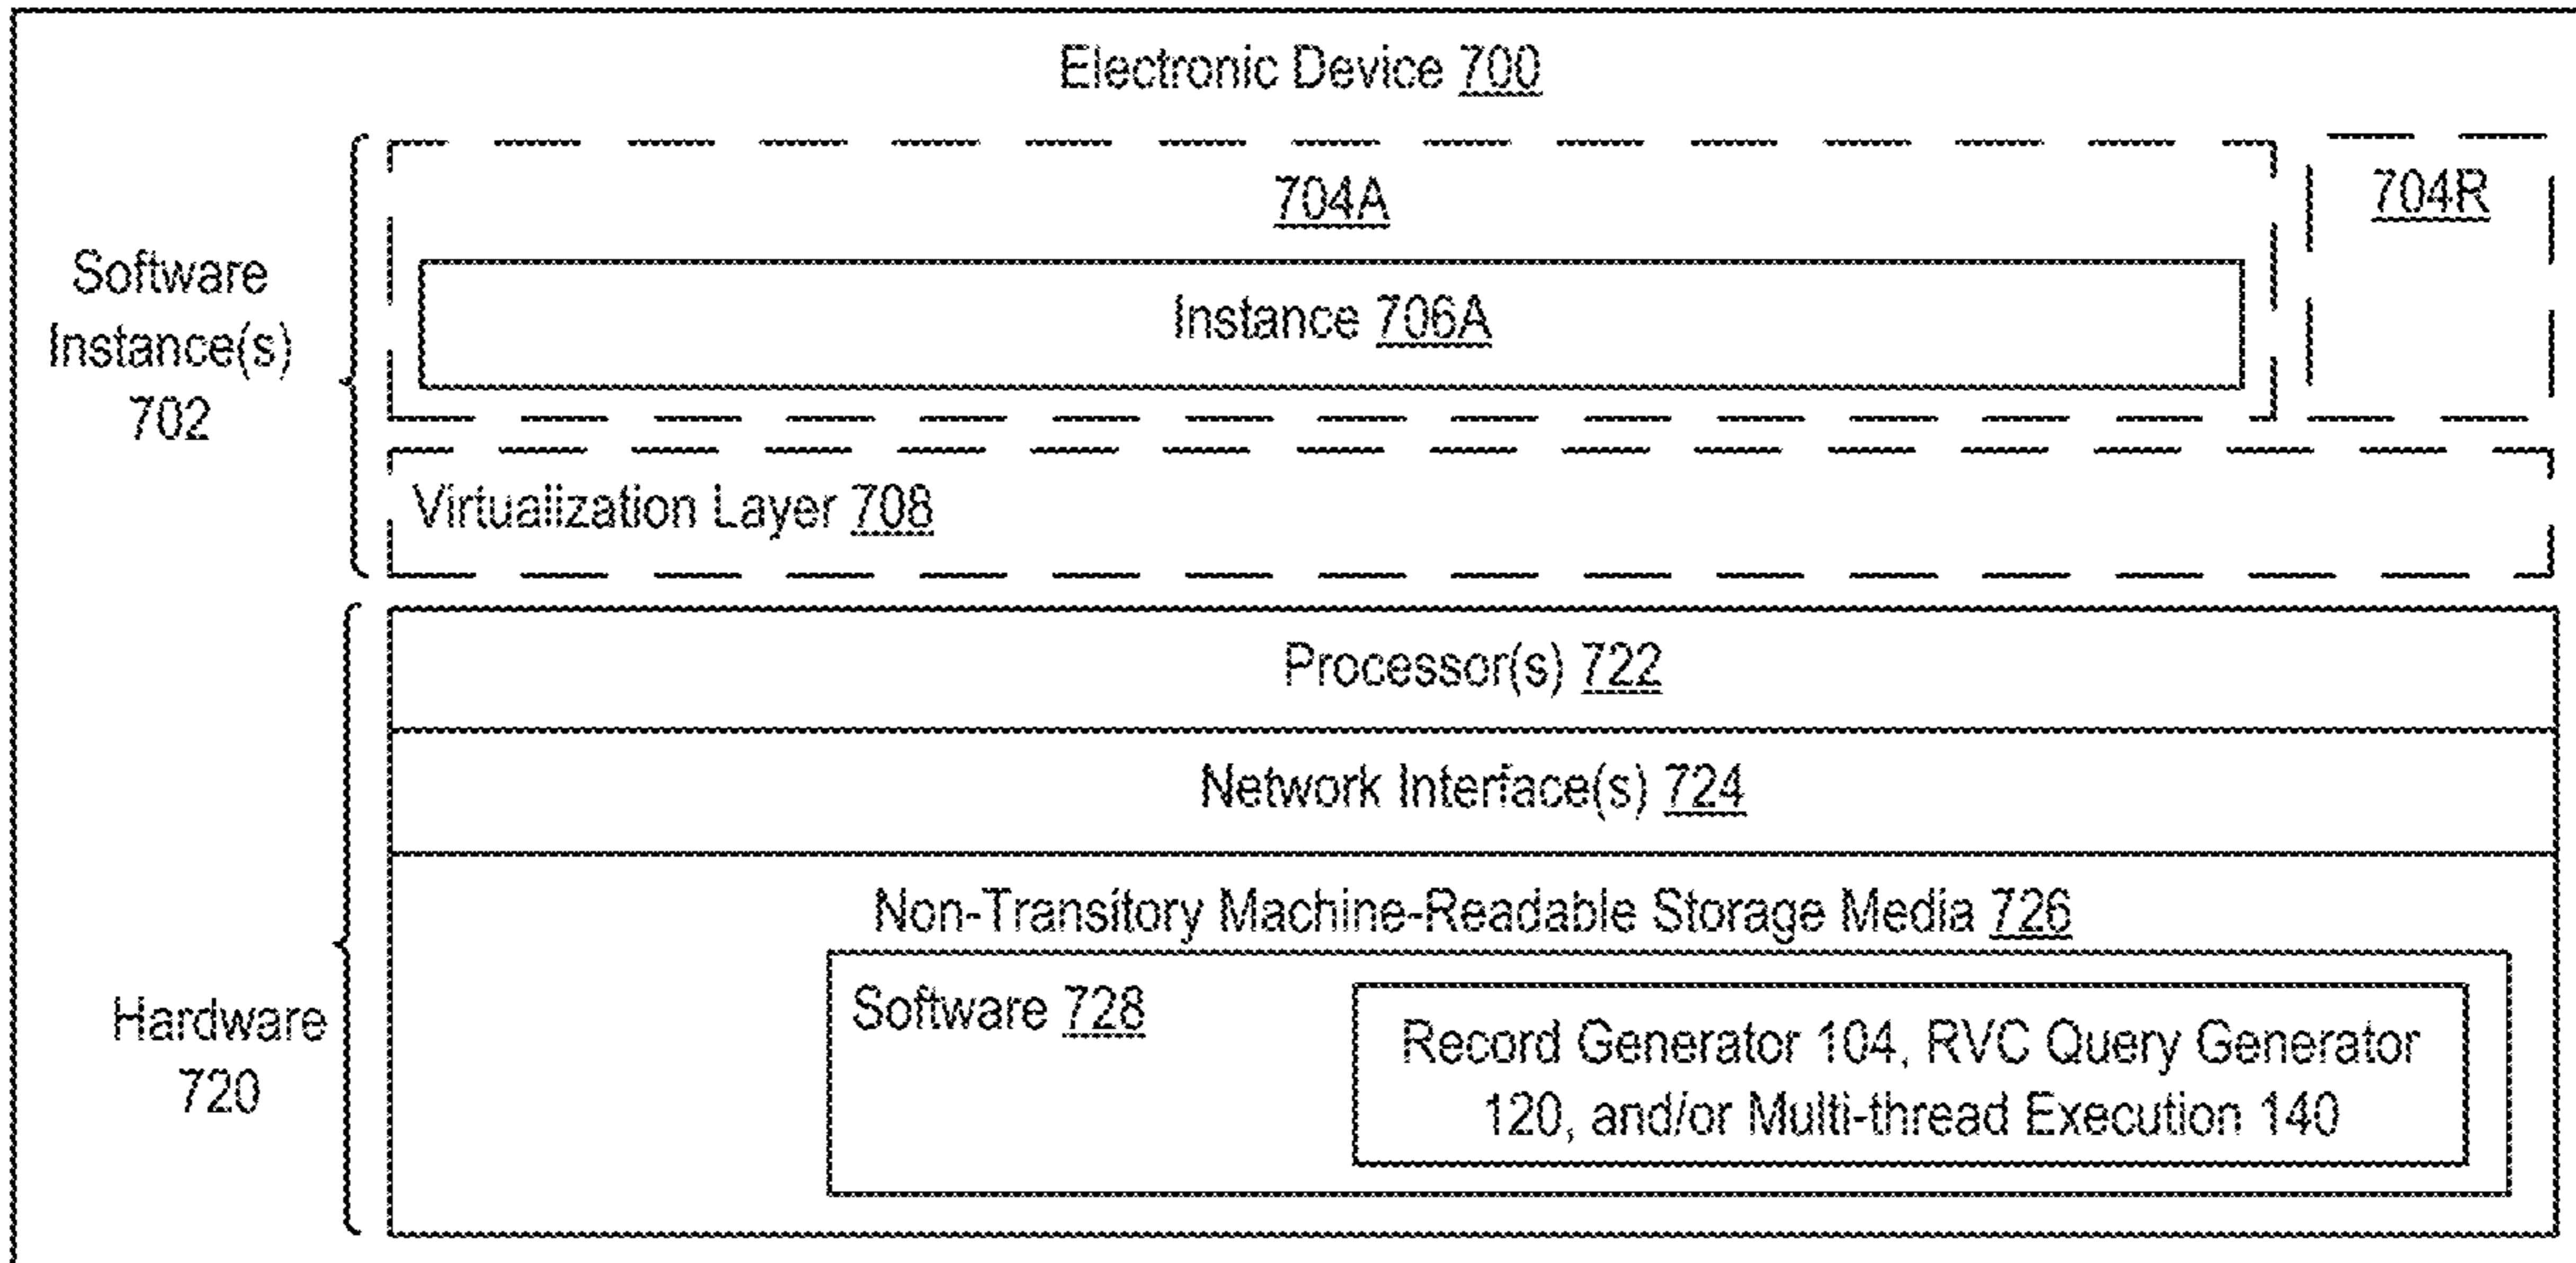 Electronic Device 700
704A
704R
Software
Instance(s)
702
Instance 706A
Virtualization Layer 708
Processor(s) 722
Network Interface(s) 724
Non-Transitory Machine-Readable Storage Media 726
Hardware
720
Software 728
Record Generator 104, RVC Query Generator
120, and/or Multi-thread Execution 140